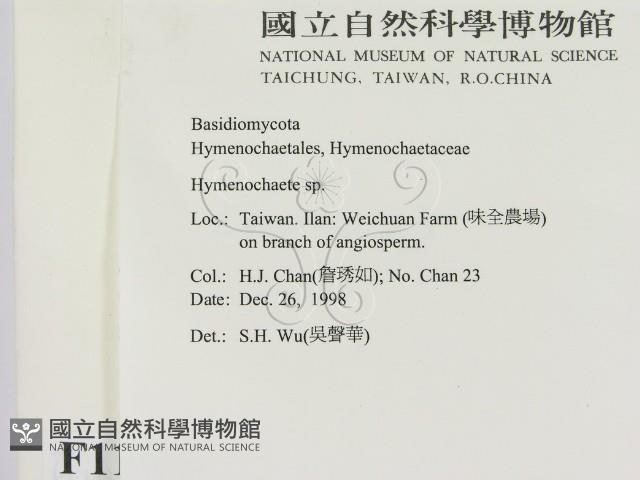 國立自然科學博物館
NATIONAL MUSEUM OF NATURAL SCIENCE
TAICHUNG, TAIWAN, R.O.CHINA
Basidiomycota
Hymenochaetales, Hymenochaetaceae
Hymenochaete sp.
Loc.: Taiwan. Ilan: Weichuan Farm (味全農場)
on branch of angiosperm.
Col.: H.J. Chan(詹琇如); No. Chan 23
Date: Dec. 26, 1998
Det.: S.H. Wu(吳聲華)
國立自然科學博物館
NATIONAL MUSEUM OF NATURAL SCIENCE
F1